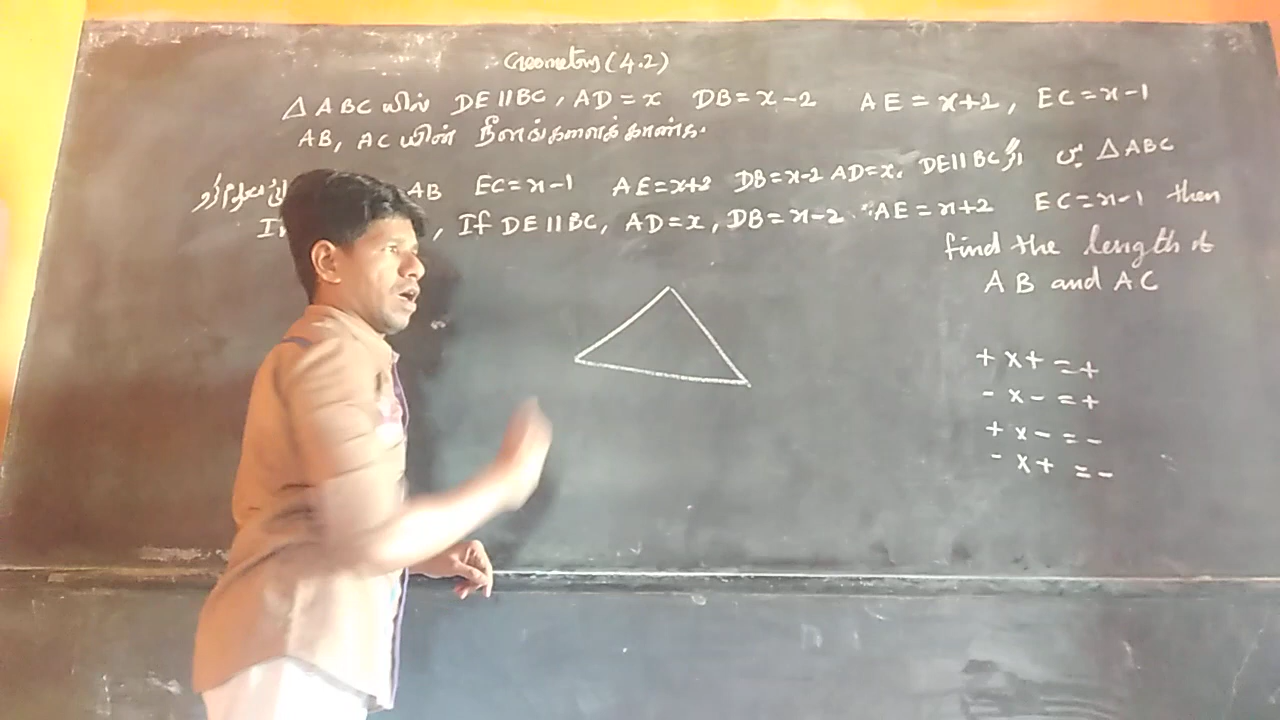 Geometry (4.2)
△ ABC யில் DE || BC, AD = x DB = x-2 AE = x+2, EC = x-1
AB, AC யின் நீளங்களைக் காண்க.
△ ABC میں DE || BC اگر AD = x, DB = x-2 AE = x+2 EC = x-1 AB
If DE || BC, AD = x, DB = x-2 AE = x+2 EC = x-1 then
find the length of
AB and AC
+ x + = +
- x - = +
+ x - = -
- x + = -